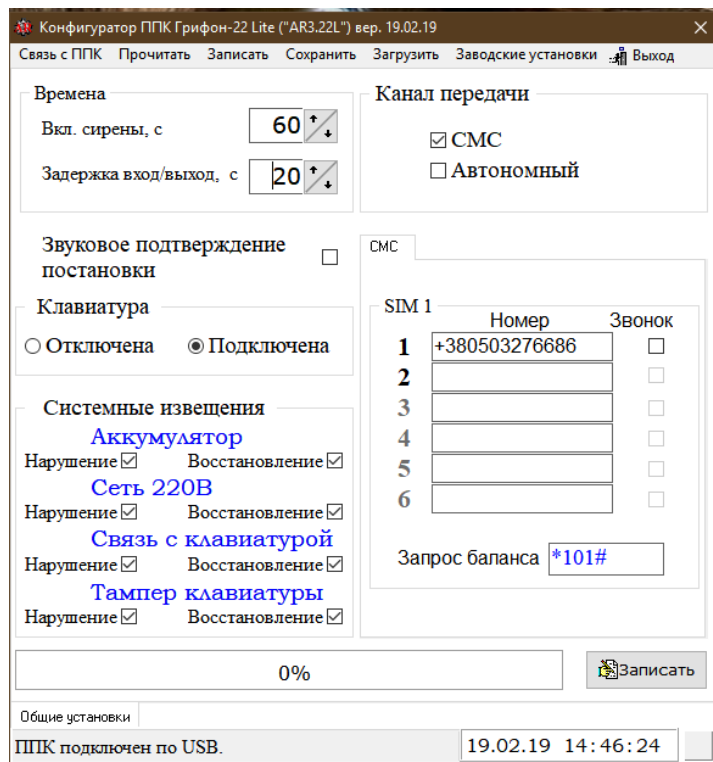 Конфигуратор ППК Грифон-22 Lite ("AR3.22L") вер. 19.02.19
Связь с ППК Прочитать Записать Сохранить Загрузить Заводские установки Выход
Времена
Вкл. сирены, с 60
Задержка вход/выход, с 20
Канал передачи
СМС
Автономный
Звуковое подтверждение
постановки
Клавиатура
Отключена Подключена
Системные извещения
Аккумулятор
Нарушение Восстановление
Сеть 220В
Нарушение Восстановление
Связь с клавиатурой
Нарушение Восстановление
Тампер клавиатуры
Нарушение Восстановление
СМС
SIM 1
Номер Звонок
1 +380503276686
2
3
4
5
6
Запрос баланса *101#
0%
Записать
Общие установки
ППК подключен по USB. 19.02.19 14:46:24